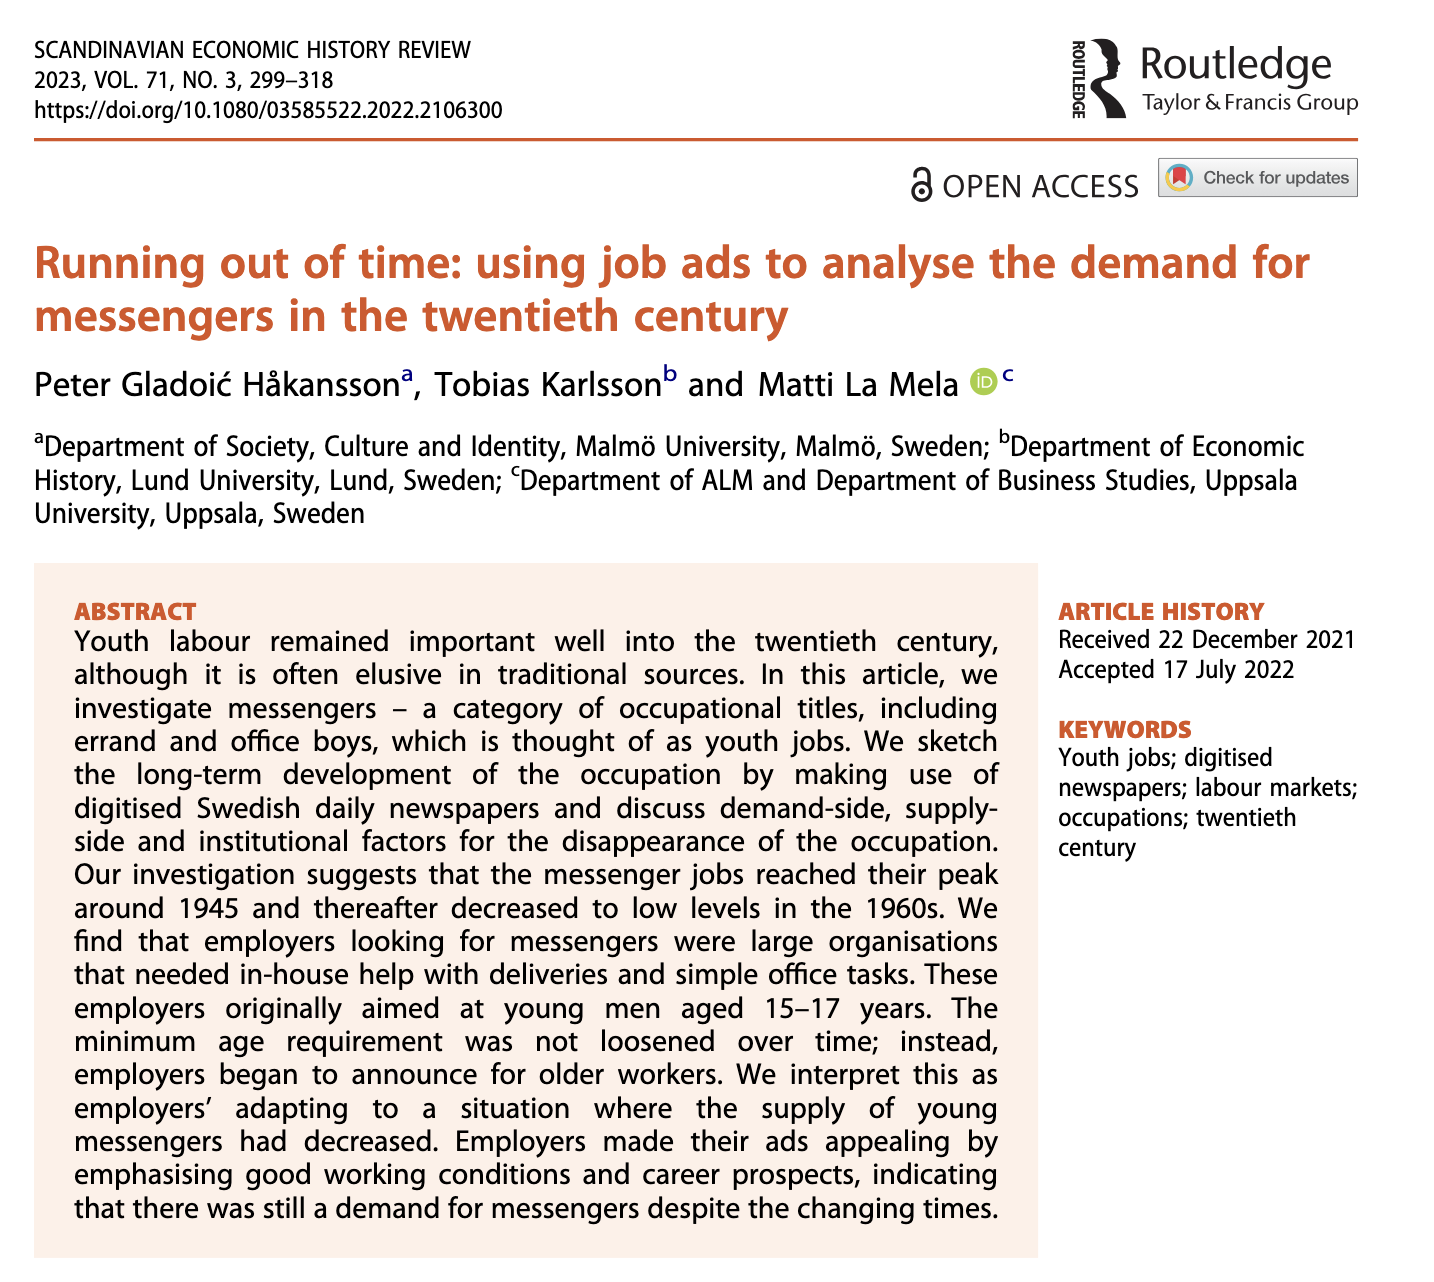 SCANDINAVIAN ECONOMIC HISTORY REVIEW
2023, VOL. 71, NO. 3, 299–318
https://doi.org/10.1080/03585522.2022.2106300
ROUTLEDGE
Routledge
Taylor & Francis Group
OPEN ACCESS
Check for updates
Running out of time: using job ads to analyse the demand for
messengers in the twentieth century
Peter Gladoić Håkanssonᵃ, Tobias Karlssonᵇ and Matti La Mela iD ᶜ
ᵃDepartment of Society, Culture and Identity, Malmö University, Malmö, Sweden; ᵇDepartment of Economic
History, Lund University, Lund, Sweden; ᶜDepartment of ALM and Department of Business Studies, Uppsala
University, Uppsala, Sweden
ABSTRACT
Youth labour remained important well into the twentieth century,
although it is often elusive in traditional sources. In this article, we
investigate messengers – a category of occupational titles, including
errand and office boys, which is thought of as youth jobs. We sketch
the long-term development of the occupation by making use of
digitised Swedish daily newspapers and discuss demand-side, supply-
side and institutional factors for the disappearance of the occupation.
Our investigation suggests that the messenger jobs reached their peak
around 1945 and thereafter decreased to low levels in the 1960s. We
find that employers looking for messengers were large organisations
that needed in-house help with deliveries and simple office tasks. These
employers originally aimed at young men aged 15–17 years. The
minimum age requirement was not loosened over time; instead,
employers began to announce for older workers. We interpret this as
employers’ adapting to a situation where the supply of young
messengers had decreased. Employers made their ads appealing by
emphasising good working conditions and career prospects, indicating
that there was still a demand for messengers despite the changing times.
ARTICLE HISTORY
Received 22 December 2021
Accepted 17 July 2022
KEYWORDS
Youth jobs; digitised
newspapers; labour markets;
occupations; twentieth
century